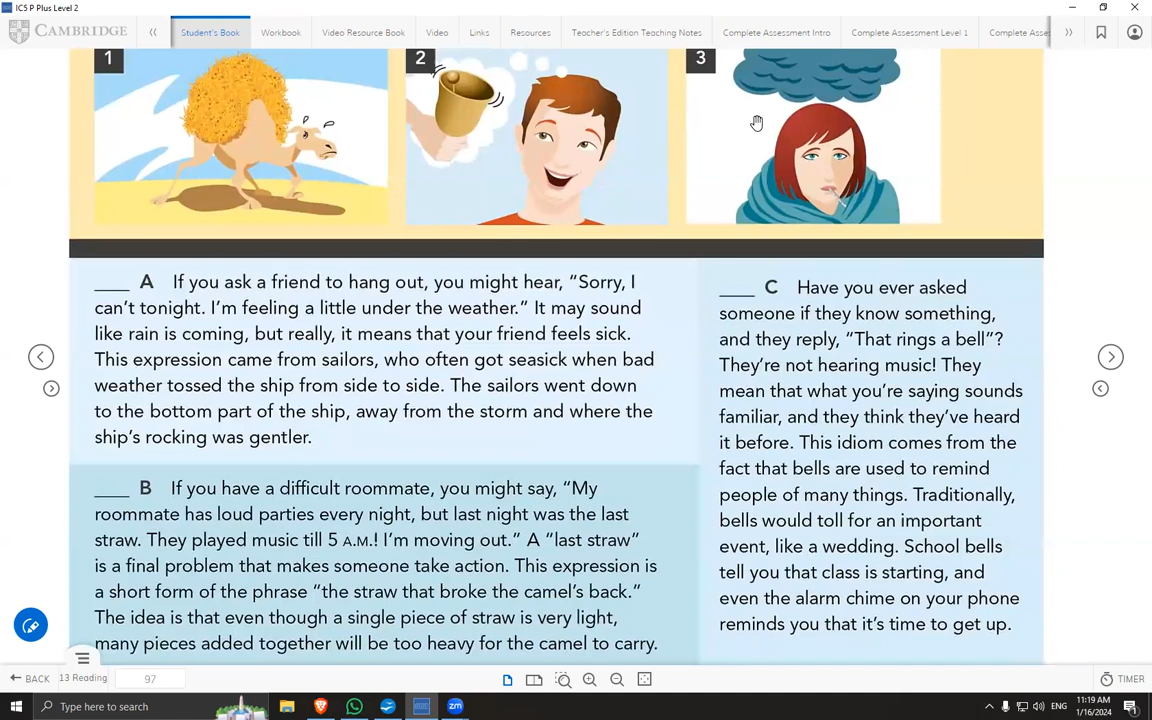 IC5 P Plus Level 2
CAMBRIDGE
Student's Book
Workbook
Video Resource Book
Video
Links
Resources
Teacher's Edition Teaching Notes
Complete Assessment Intro
Complete Assessment Level 1
Complete Asse
1
2
3
____ A If you ask a friend to hang out, you might hear, “Sorry, I
can’t tonight. I’m feeling a little under the weather.” It may sound
like rain is coming, but really, it means that your friend feels sick.
This expression came from sailors, who often got seasick when bad
weather tossed the ship from side to side. The sailors went down
to the bottom part of the ship, away from the storm and where the
ship’s rocking was gentler.
____ B If you have a difficult roommate, you might say, “My
roommate has loud parties every night, but last night was the last
straw. They played music till 5 A.M.! I’m moving out.” A “last straw”
is a final problem that makes someone take action. This expression is
a short form of the phrase “the straw that broke the camel’s back.”
The idea is that even though a single piece of straw is very light,
many pieces added together will be too heavy for the camel to carry.
____ C Have you ever asked
someone if they know something,
and they reply, “That rings a bell”?
They’re not hearing music! They
mean that what you’re saying sounds
familiar, and they think they’ve heard
it before. This idiom comes from the
fact that bells are used to remind
people of many things. Traditionally,
bells would toll for an important
event, like a wedding. School bells
tell you that class is starting, and
even the alarm chime on your phone
reminds you that it’s time to get up.
BACK
13 Reading
97
TIMER
Type here to search
ENG
11:19 AM
1/16/2024